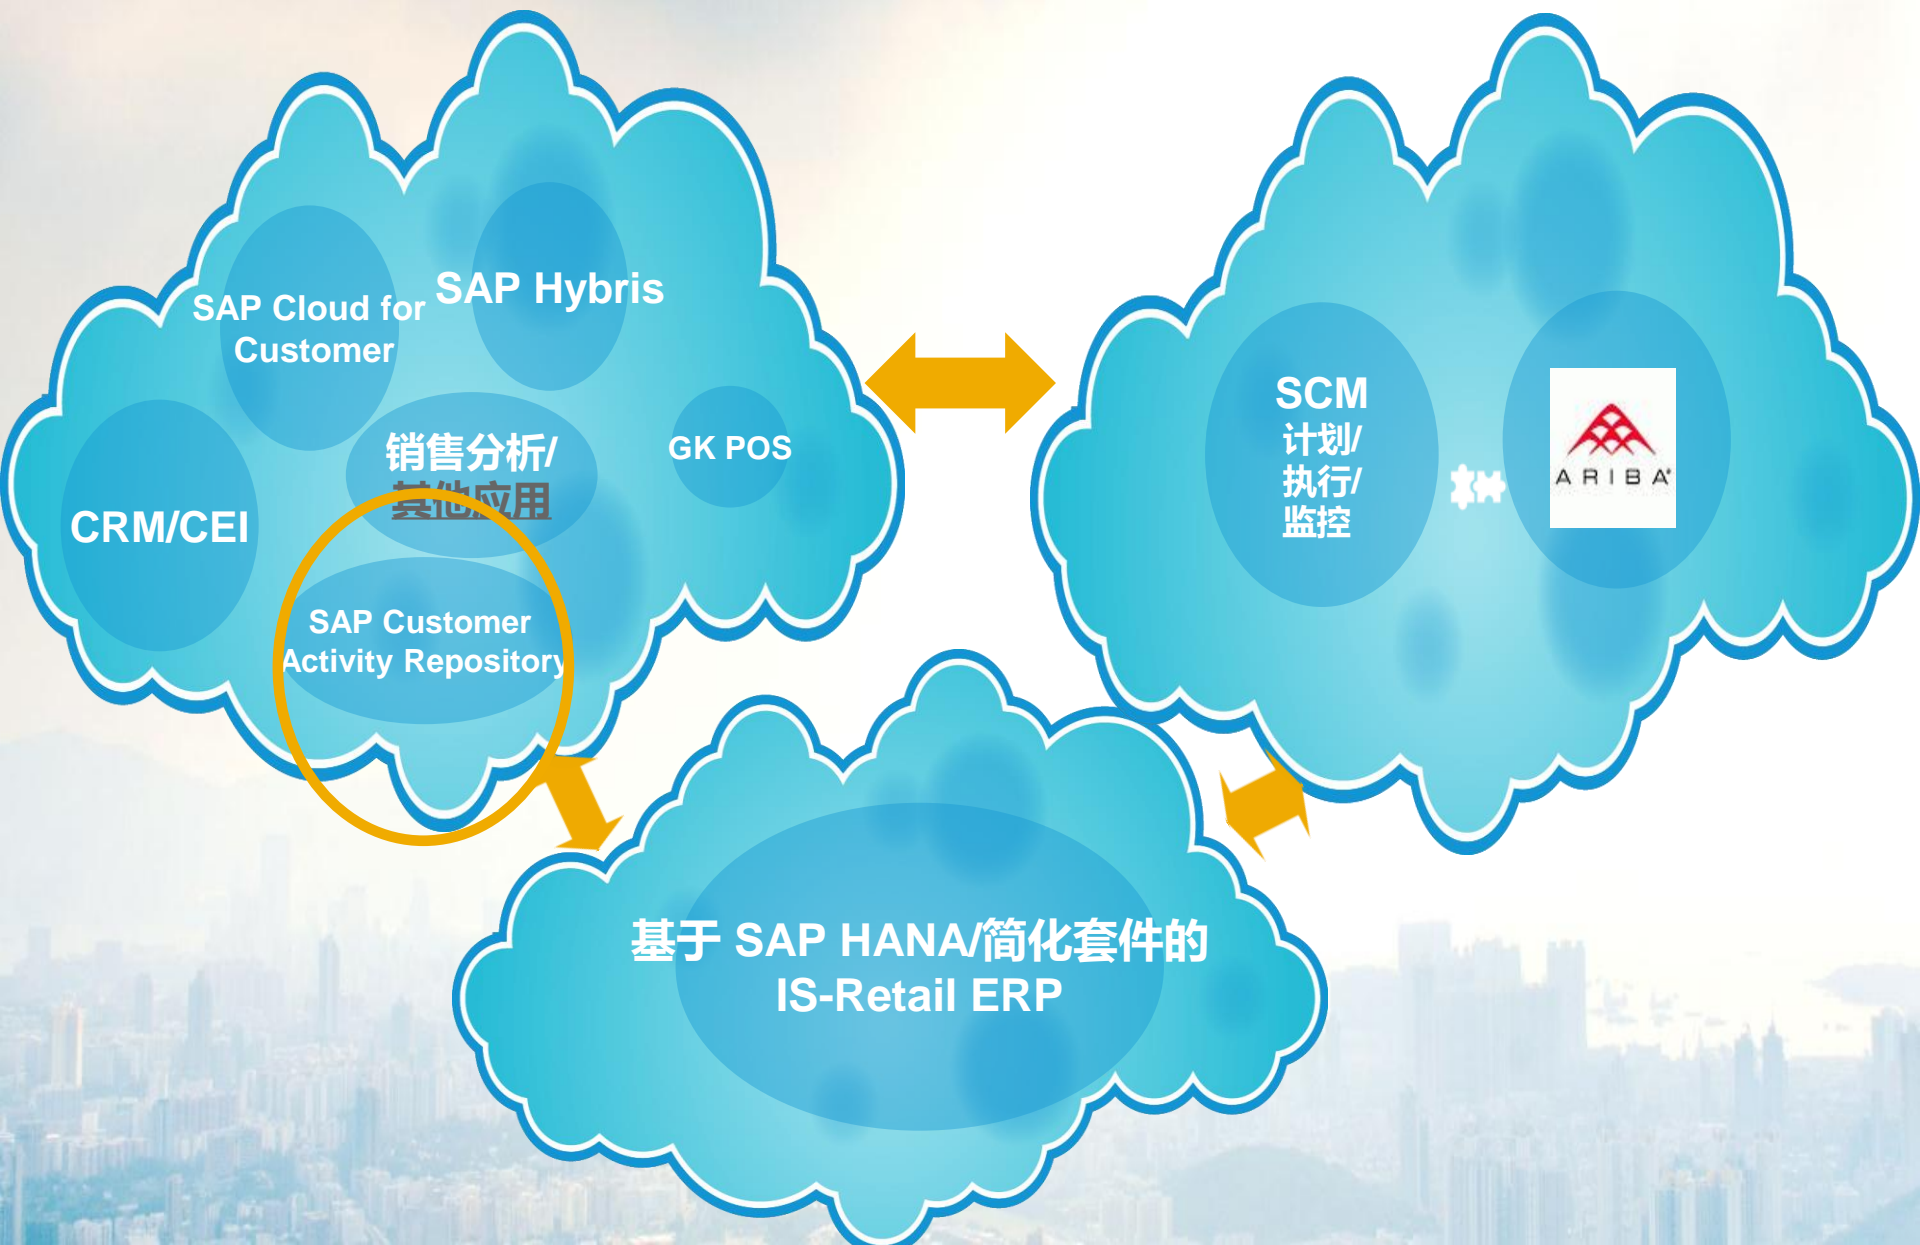 SAP Cloud for
Customer
SAP Hybris
销售分析/
其他应用
GK POS
CRM/CEI
SAP Customer
Activity Repository
SCM
计划/
执行/
监控
ARIBA
基于 SAP HANA/简化套件的
IS-Retail ERP